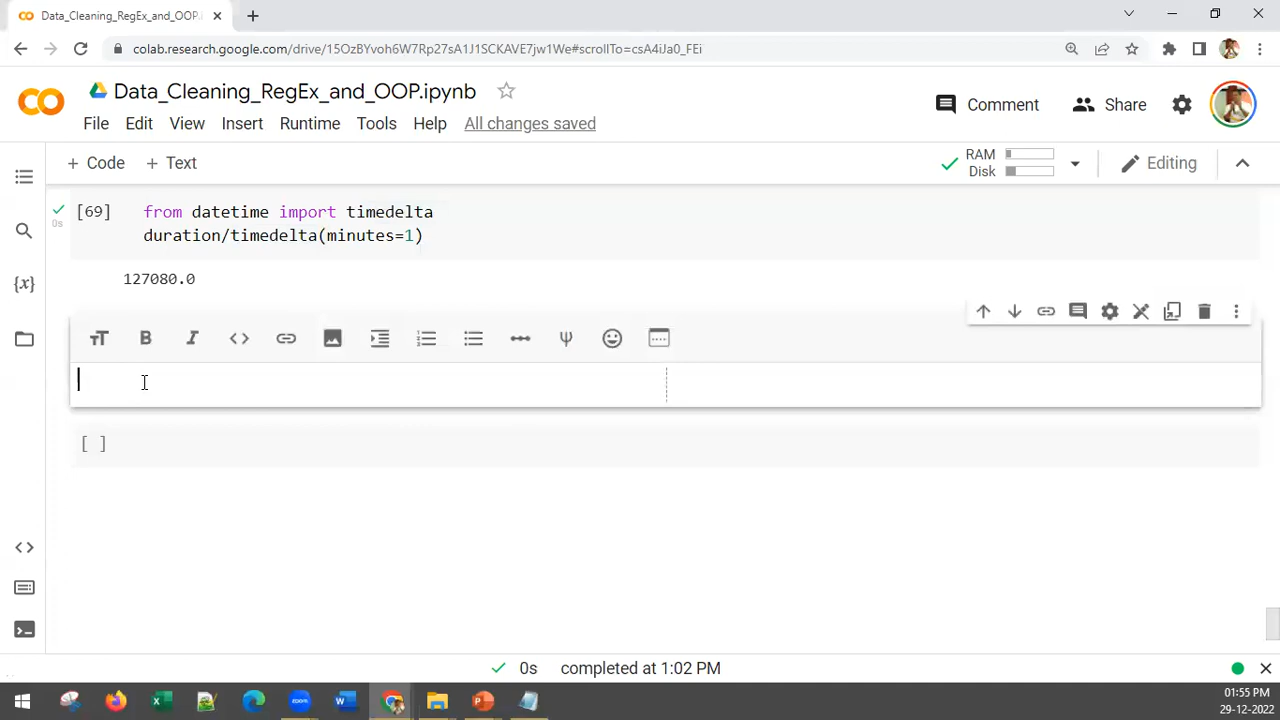 Data_Cleaning_RegEx_and_OOP.i
colab.research.google.com/drive/15OzBYvoh6W7Rp27sA1J1SCKAVE7jw1We#scrollTo=csA4iJa0_FEi
Data_Cleaning_RegEx_and_OOP.ipynb
Comment
Share
File Edit View Insert Runtime Tools Help All changes saved
+ Code + Text
RAM
Disk
Editing
[69] from datetime import timedelta
0s
duration/timedelta(minutes=1)
127080.0
[ ]
0s completed at 1:02 PM
01:55 PM
29-12-2022